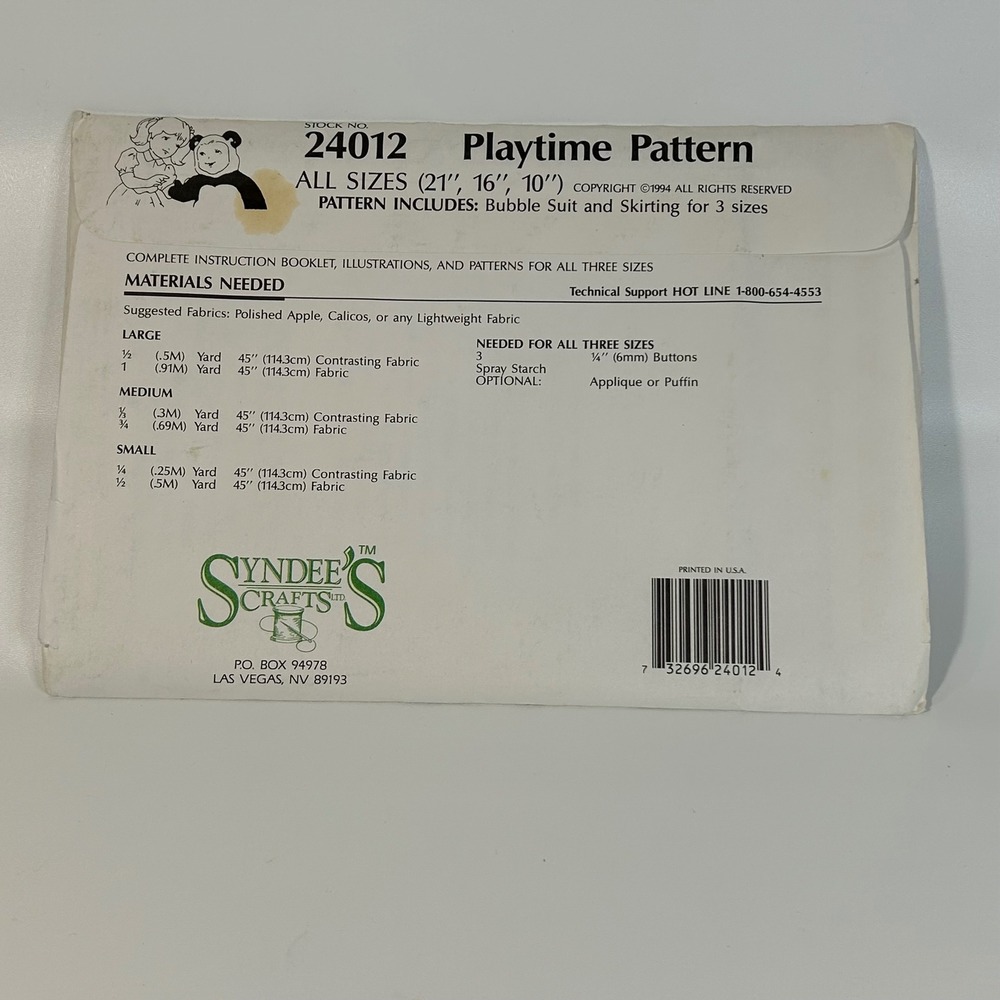 STOCK NO.
24012 Playtime Pattern
ALL SIZES (21″, 16″, 10″) COPYRIGHT ©1994 ALL RIGHTS RESERVED
PATTERN INCLUDES: Bubble Suit and Skirting for 3 sizes
COMPLETE INSTRUCTION BOOKLET, ILLUSTRATIONS, AND PATTERNS FOR ALL THREE SIZES
MATERIALS NEEDED
Technical Support HOT LINE 1-800-654-4553
Suggested Fabrics: Polished Apple, Calicos, or any Lightweight Fabric
LARGE
½ (.5M) Yard 45″ (114.3cm) Contrasting Fabric
1 (.91M) Yard 45″ (114.3cm) Fabric
MEDIUM
⅓ (.3M) Yard 45″ (114.3cm) Contrasting Fabric
¾ (.69M) Yard 45″ (114.3cm) Fabric
SMALL
¼ (.25M) Yard 45″ (114.3cm) Contrasting Fabric
½ (.5M) Yard 45″ (114.3cm) Fabric
NEEDED FOR ALL THREE SIZES
3 ¼″ (6mm) Buttons
Spray Starch
OPTIONAL: Applique or Puffin
SYNDEE'S™
CRAFTS LTD.
P.O. BOX 94978
LAS VEGAS, NV 89193
PRINTED IN U.S.A.
7 32696 24012 4